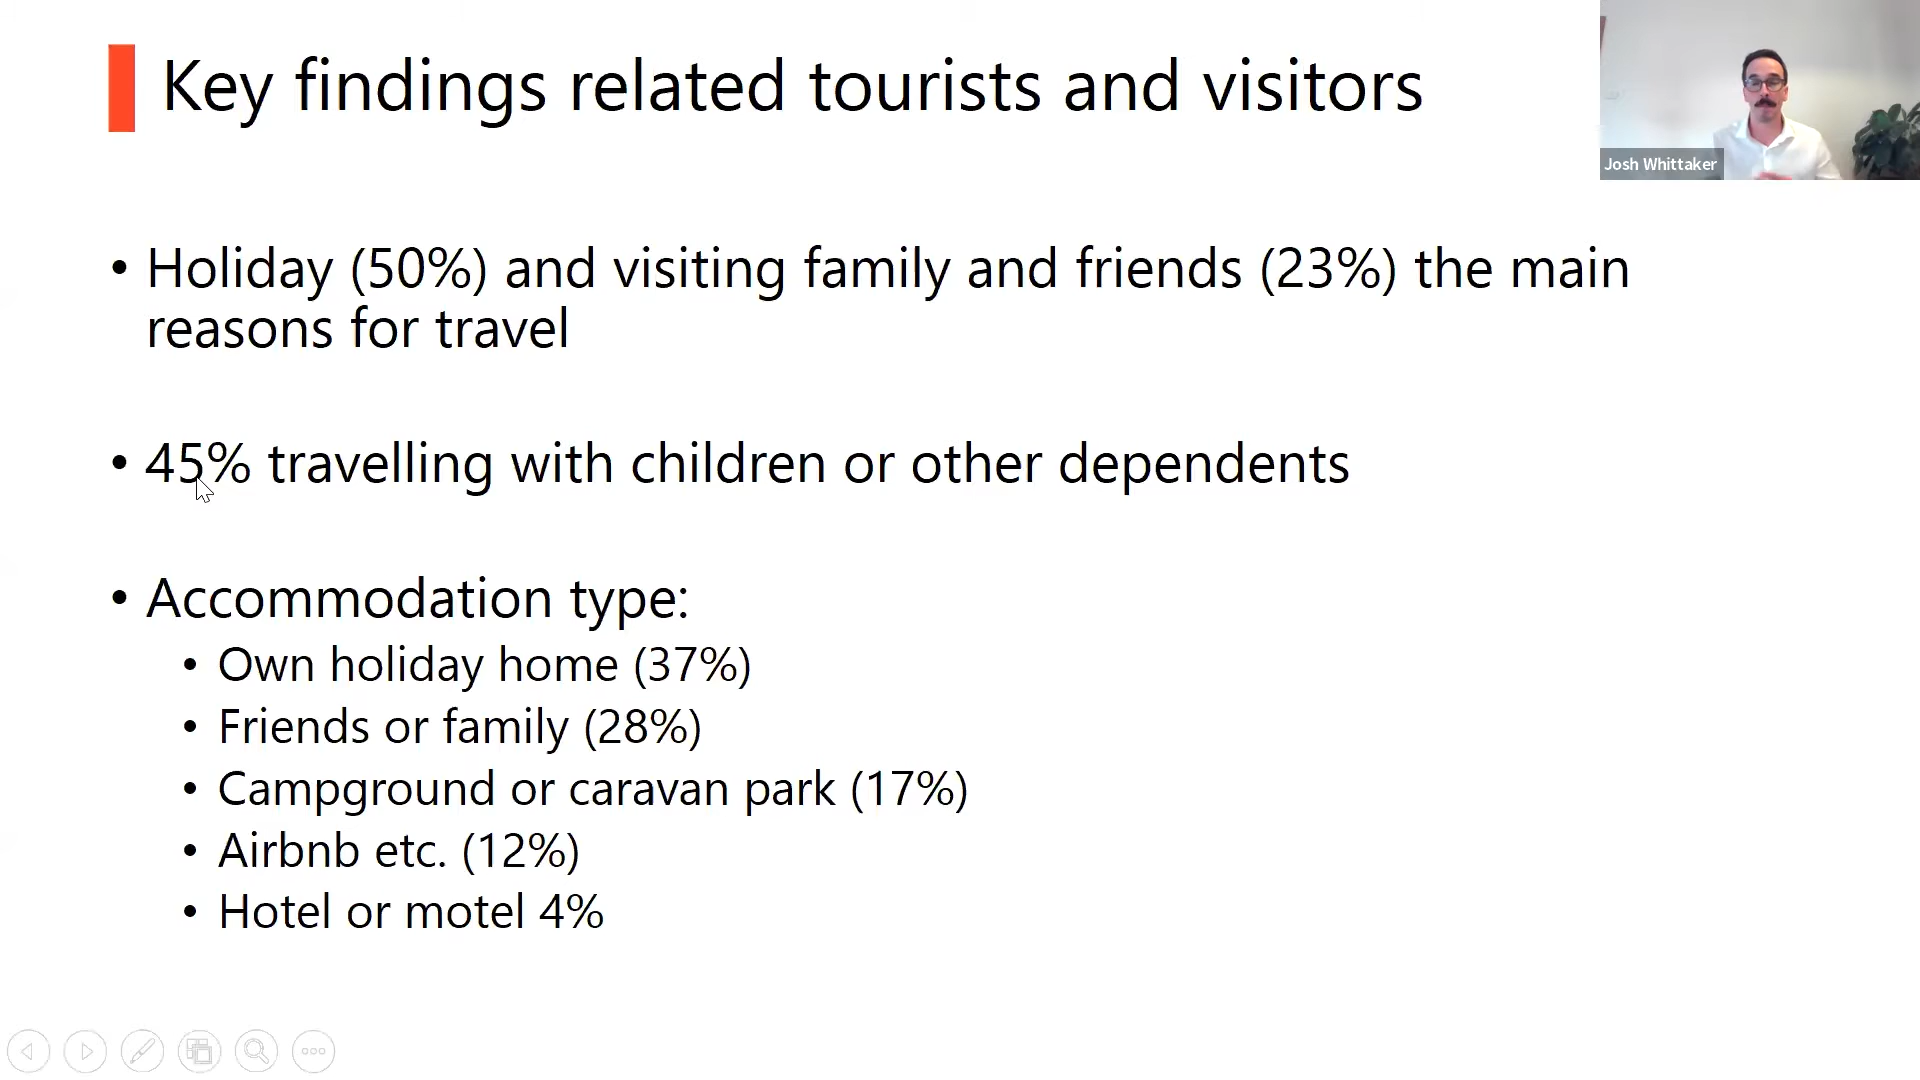 Key findings related tourists and visitors
Josh Whittaker
• Holiday (50%) and visiting family and friends (23%) the main
reasons for travel
• 45% travelling with children or other dependents
• Accommodation type:
• Own holiday home (37%)
• Friends or family (28%)
• Campground or caravan park (17%)
• Airbnb etc. (12%)
• Hotel or motel 4%